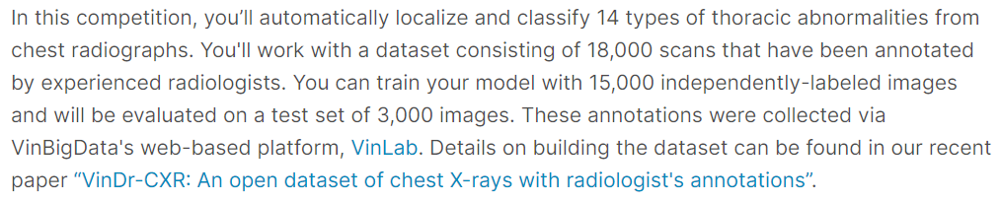 In this competition, you’ll automatically localize and classify 14 types of thoracic abnormalities from
chest radiographs. You'll work with a dataset consisting of 18,000 scans that have been annotated
by experienced radiologists. You can train your model with 15,000 independently-labeled images
and will be evaluated on a test set of 3,000 images. These annotations were collected via
VinBigData's web-based platform, VinLab. Details on building the dataset can be found in our recent
paper “VinDr-CXR: An open dataset of chest X-rays with radiologist's annotations”.